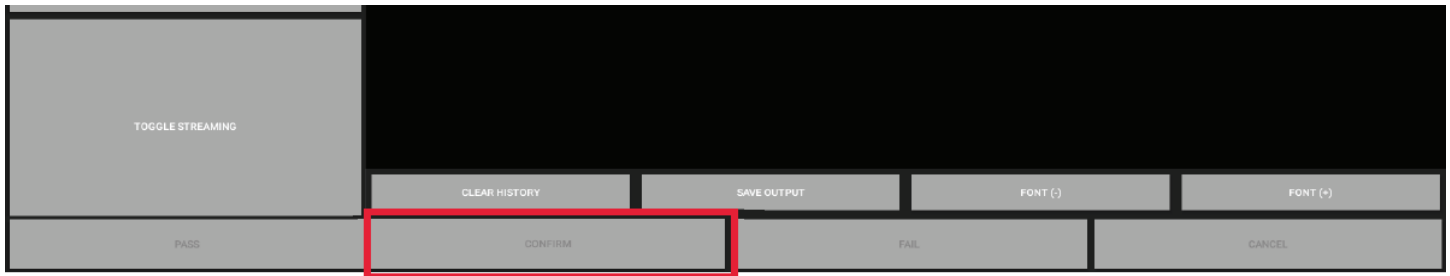 TOGGLE STREAMING
CLEAR HISTORY
SAVE OUTPUT
FONT (-)
FONT (+)
PASS
CONFIRM
FAIL
CANCEL